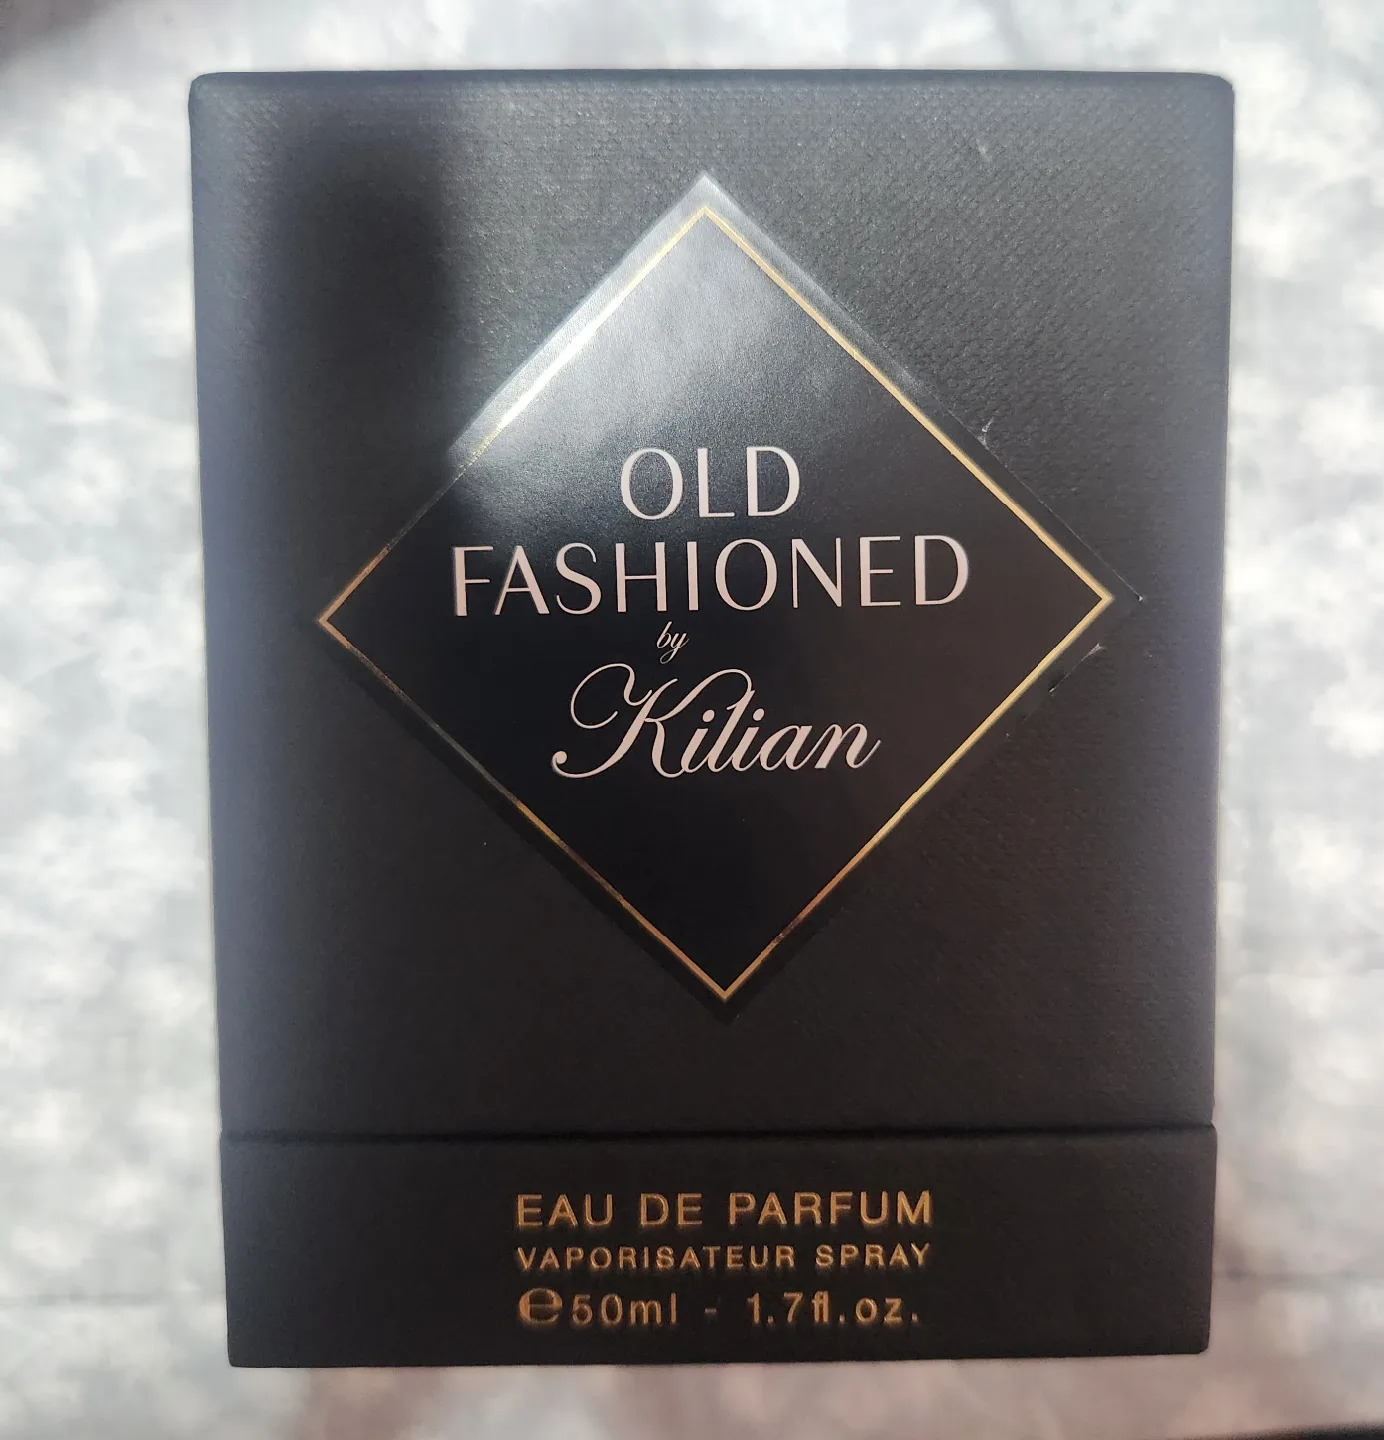 OLD
FASHIONED
by
Kilian
EAU DE PARFUM
VAPORISATEUR SPRAY
℮50ml - 1.7fl.oz.